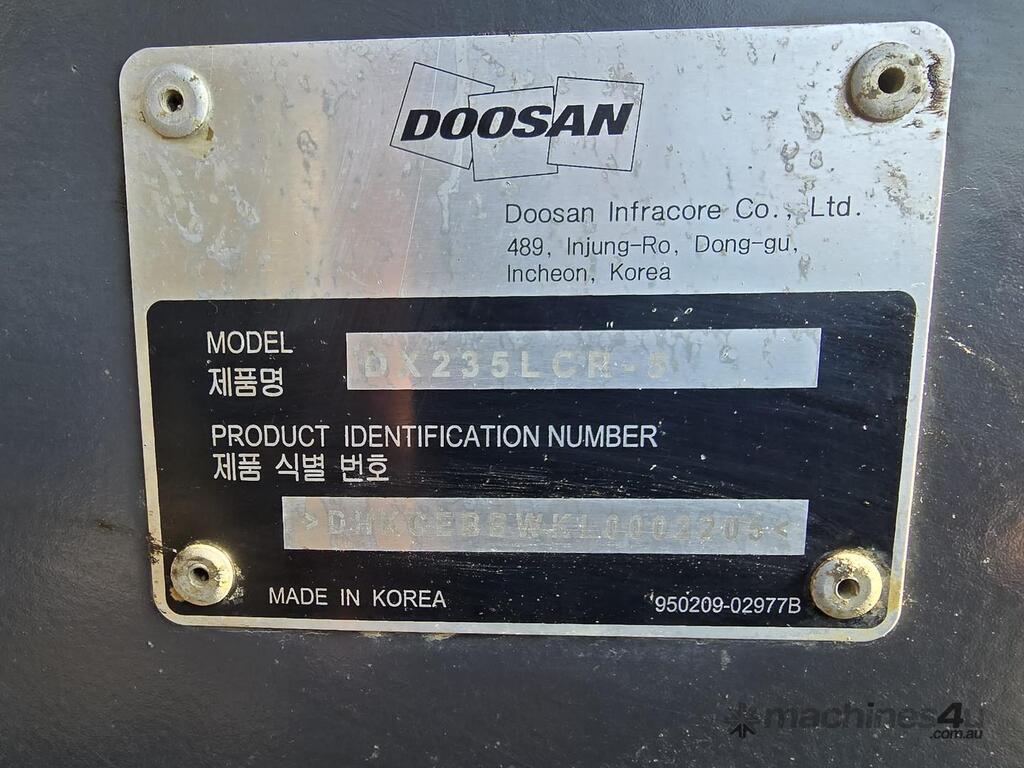 DOOSAN
Doosan Infracore Co., Ltd.
489, Injung-Ro, Dong-gu,
Incheon, Korea
MODEL DX235LCR-5
제품명
PRODUCT IDENTIFICATION NUMBER
제품 식별 번호
MADE IN KOREA 950209-02977B
machines4u
.com.au